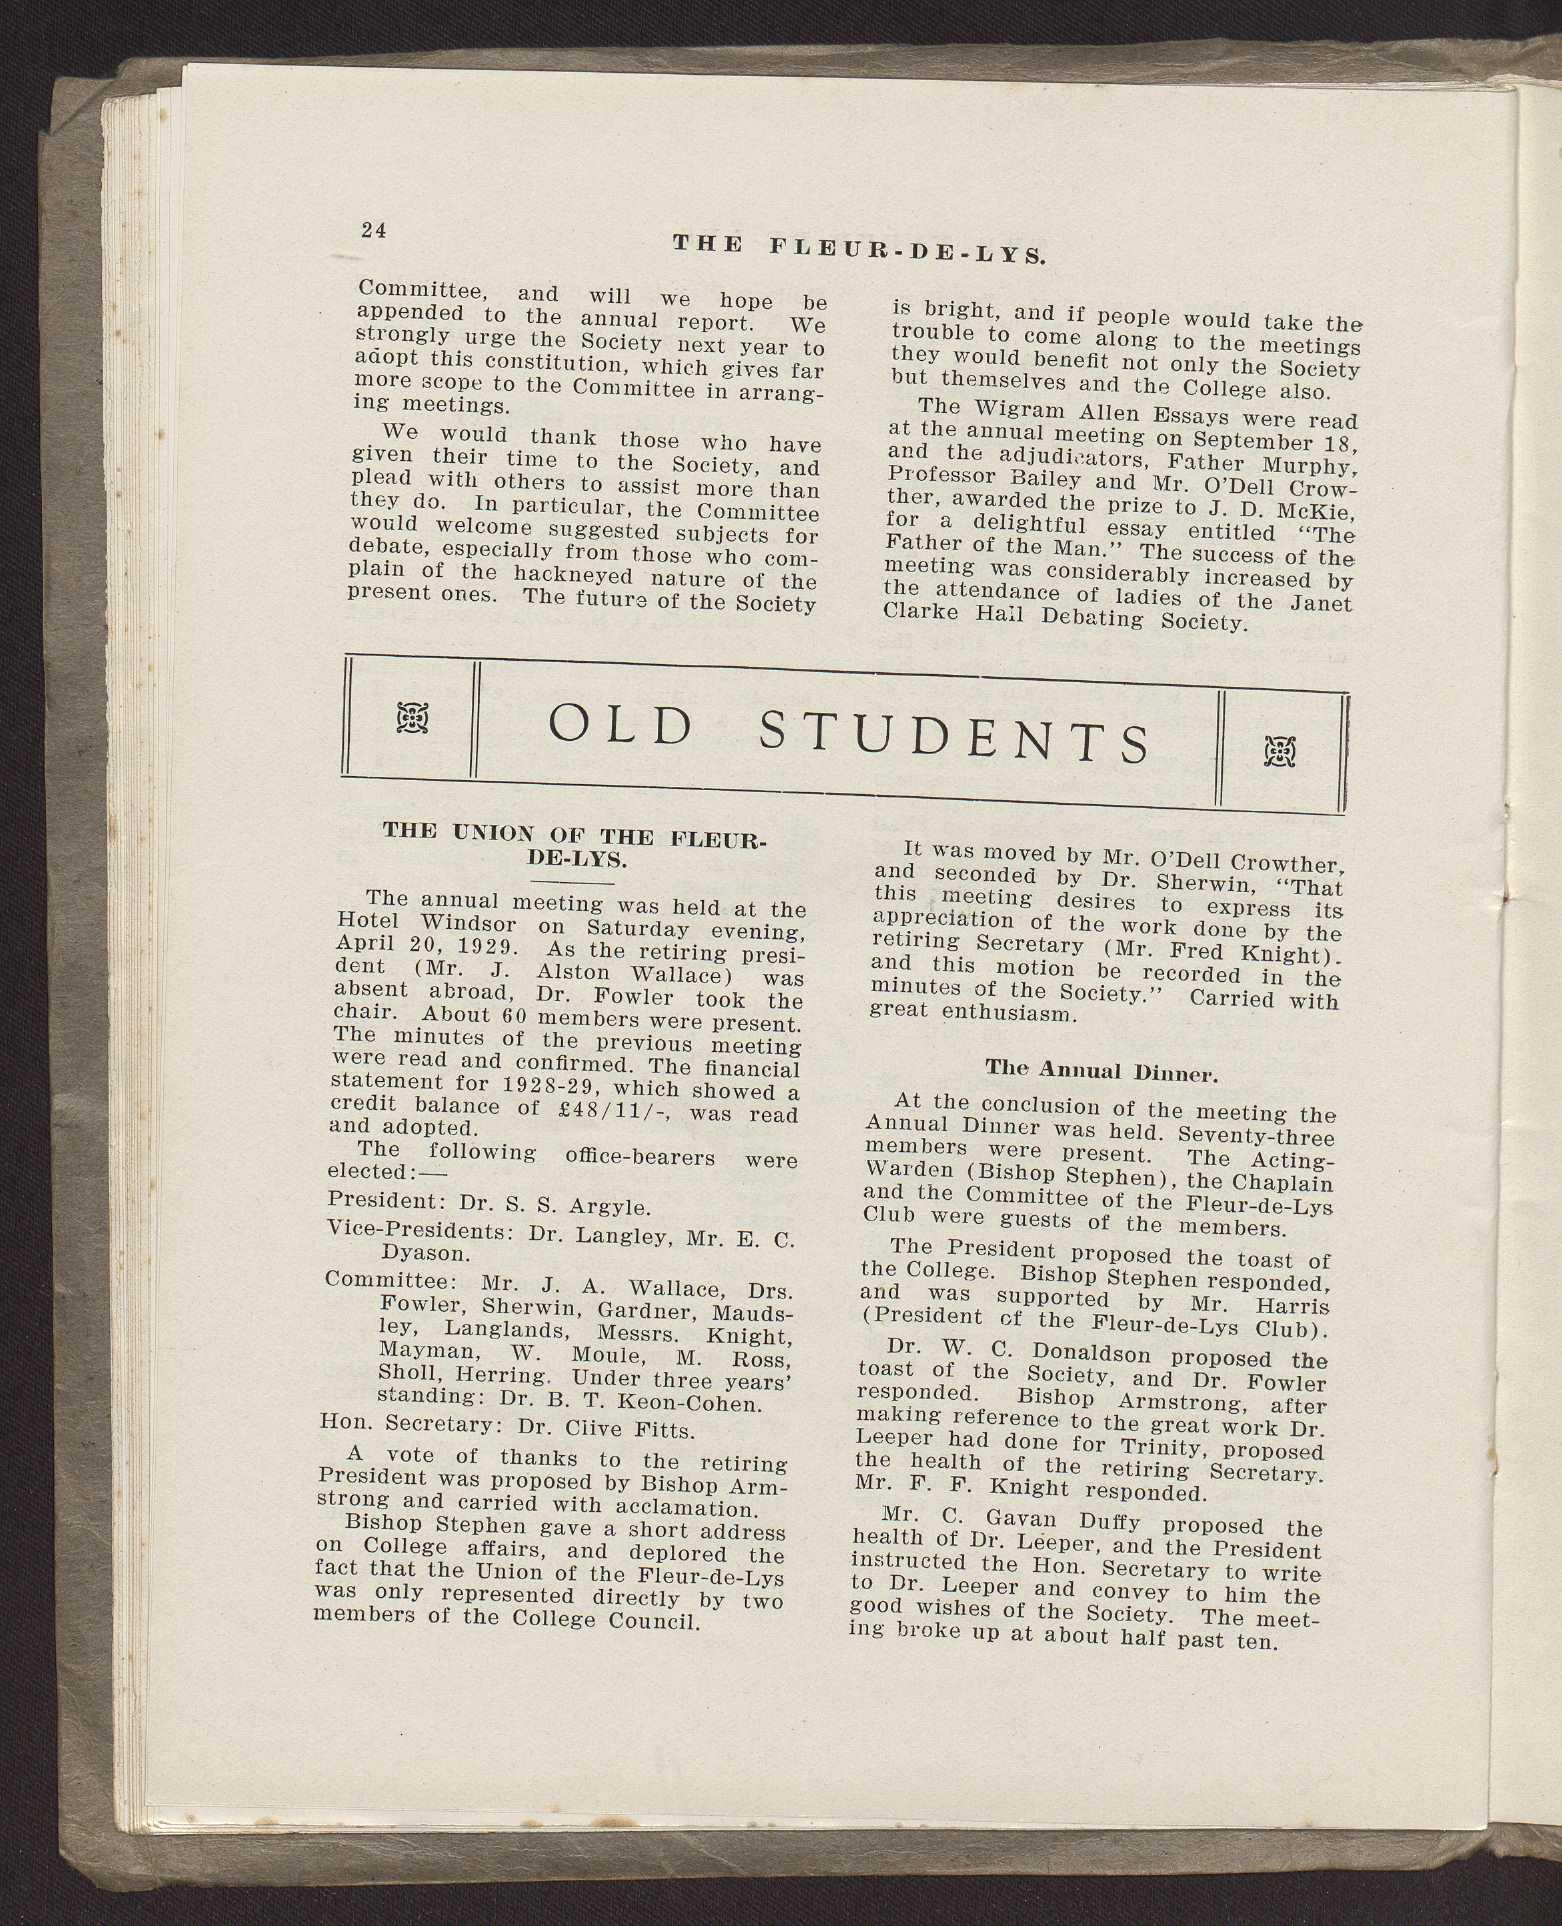 24
THE FLEUR-DE-LYS.
Committee, and will we hope be
appended to the annual report. We
strongly urge the Society next year to
adopt this constitution, which gives far
more scope to the Committee in arrang-
ing meetings.
We would thank those who have
given their time to the Society, and
plead with others to assist more than
they do. In particular, the Committee
would welcome suggested subjects for
debate, especially from those who com-
plain of the hackneyed nature of the
present ones. The future of the Society
is bright, and if people would take the
trouble to come along to the meetings
they would benefit not only the Society
but themselves and the College also.
The Wigram Allen Essays were read
at the annual meeting on September 18,
and the adjudicators, Father Murphy,
Professor Bailey and Mr. O'Dell Crow-
ther, awarded the prize to J. D. McKie,
for a delightful essay entitled "The
Father of the Man." The success of the
meeting was considerably increased by
the attendance of ladies of the Janet
Clarke Hall Debating Society.
OLD STUDENTS
THE UNION OF THE FLEUR-
DE-LYS.
The annual meeting was held at the
Hotel Windsor on Saturday evening,
April 20, 1929. As the retiring presi-
dent (Mr. J. Alston Wallace) was
absent abroad, Dr. Fowler took the
chair. About 60 members were present.
The minutes of the previous meeting
were read and confirmed. The financial
statement for 1928-29, which showed a
credit balance of £48/11/-, was read
and adopted.
The following office-bearers were
elected:—
President: Dr. S. S. Argyle.
Vice-Presidents: Dr. Langley, Mr. E. C.
Dyason.
Committee: Mr. J. A. Wallace, Drs.
Fowler, Sherwin, Gardner, Mauds-
ley, Langlands, Messrs. Knight,
Mayman, W. Moule, M. Ross,
Sholl, Herring. Under three years'
standing: Dr. B. T. Keon-Cohen.
Hon. Secretary: Dr. Clive Fitts.
A vote of thanks to the retiring
President was proposed by Bishop Arm-
strong and carried with acclamation.
Bishop Stephen gave a short address
on College affairs, and deplored the
fact that the Union of the Fleur-de-Lys
was only represented directly by two
members of the College Council.
It was moved by Mr. O'Dell Crowther,
and seconded by Dr. Sherwin, "That
this meeting desires to express its
appreciation of the work done by the
retiring Secretary (Mr. Fred Knight).
and this motion be recorded in the
minutes of the Society." Carried with
great enthusiasm.
The Annual Dinner.
At the conclusion of the meeting the
Annual Dinner was held. Seventy-three
members were present. The Acting-
Warden (Bishop Stephen), the Chaplain
and the Committee of the Fleur-de-Lys
Club were guests of the members.
The President proposed the toast of
the College. Bishop Stephen responded,
and was supported by Mr. Harris
(President of the Fleur-de-Lys Club).
Dr. W. C. Donaldson proposed the
toast of the Society, and Dr. Fowler
responded. Bishop Armstrong, after
making reference to the great work Dr.
Leeper had done for Trinity, proposed
the health of the retiring Secretary.
Mr. F. F. Knight responded.
Mr. C. Gavan Duffy proposed the
health of Dr. Leeper, and the President
instructed the Hon. Secretary to write
to Dr. Leeper and convey to him the
good wishes of the Society. The meet-
ing broke up at about half past ten.